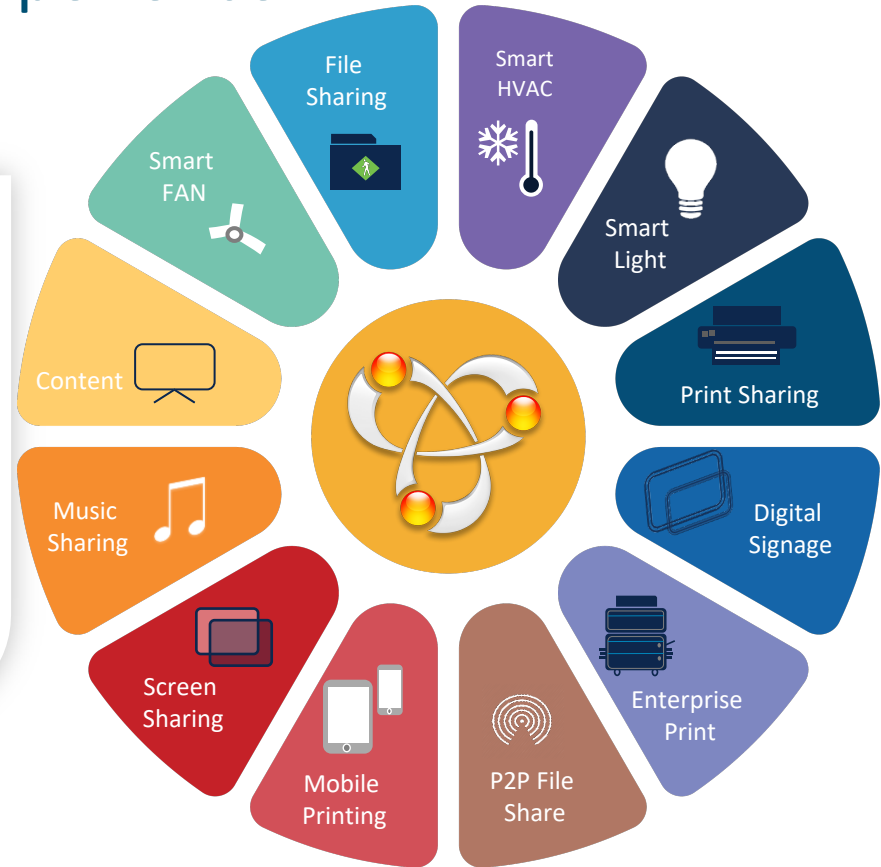 File
Sharing
Smart
HVAC
Smart
Light
Print Sharing
Digital
Signage
Enterprise
Print
P2P File
Share
Mobile
Printing
Screen
Sharing
Music
Sharing
Content
Smart
FAN